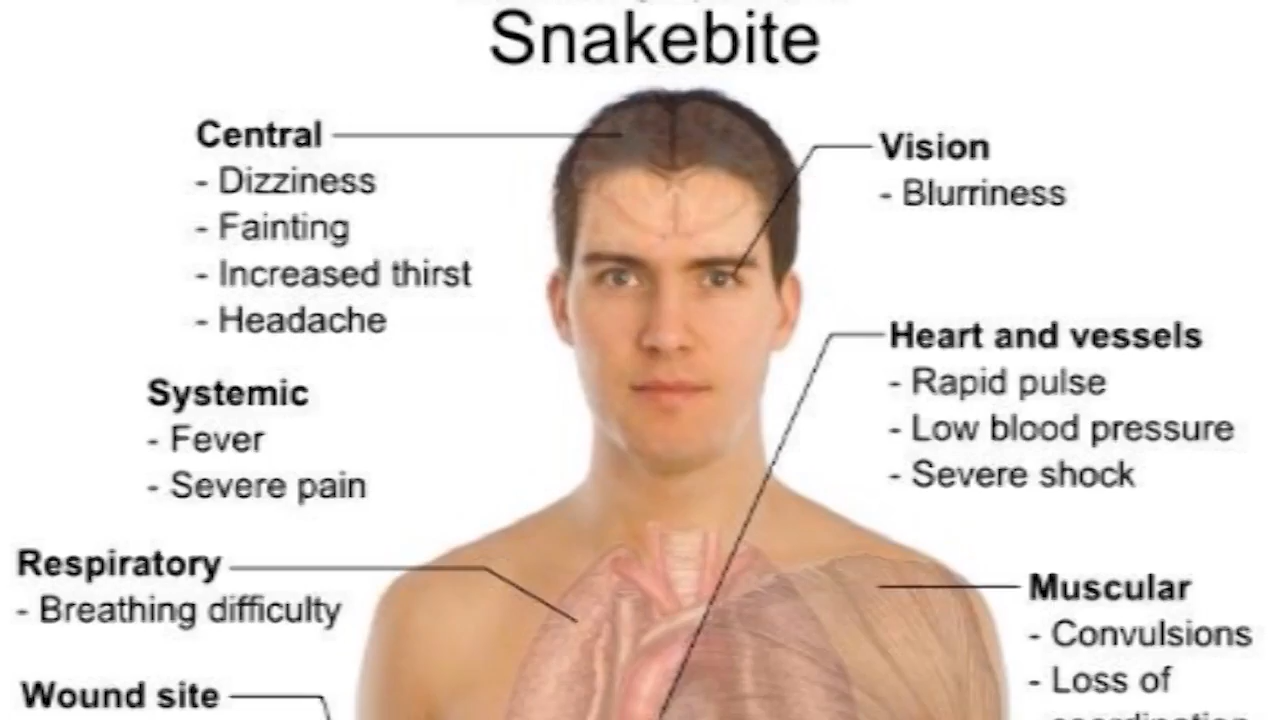 Snakebite
Central
- Dizziness
- Fainting
- Increased thirst
- Headache
Vision
- Blurriness
Systemic
- Fever
- Severe pain
Heart and vessels
- Rapid pulse
- Low blood pressure
- Severe shock
Respiratory
- Breathing difficulty
Muscular
- Convulsions
- Loss of
Wound site